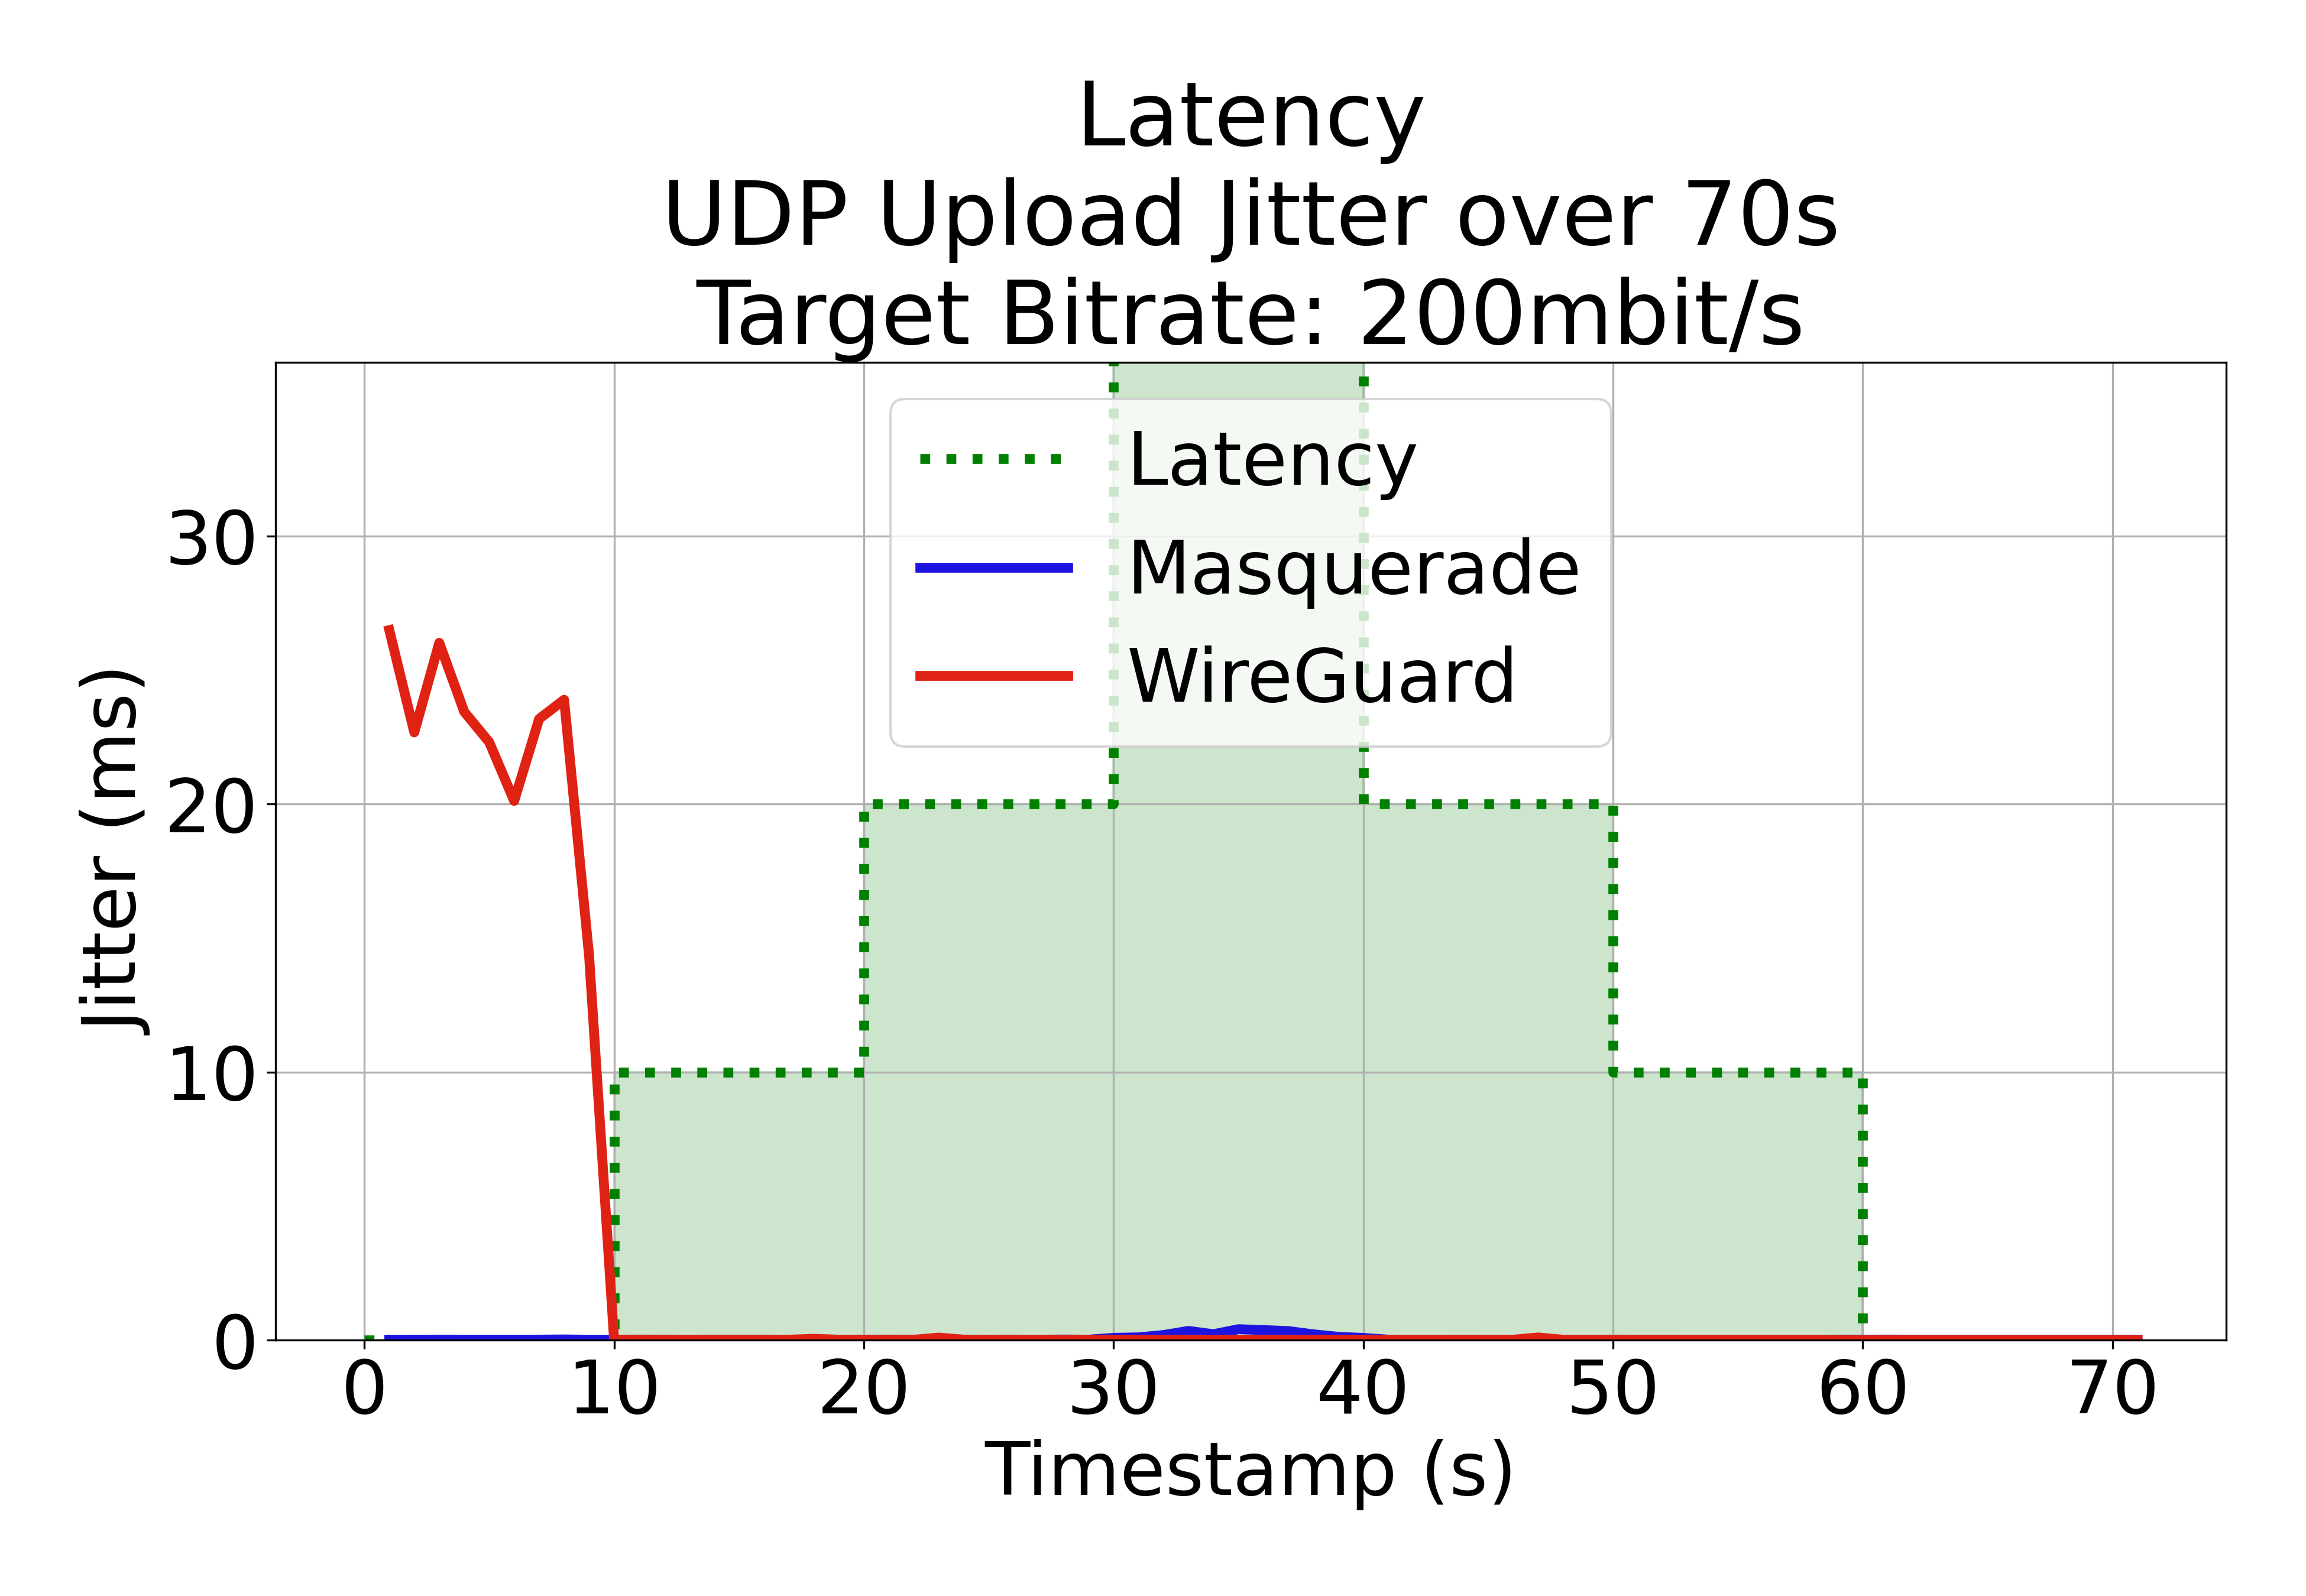 Latency
UDP Upload Jitter over 70s
Target Bitrate: 200mbit/s
Jitter (ms)
30
20
10
0
Latency
Masquerade
WireGuard
0 10 20 30 40 50 60 70
Timestamp (s)